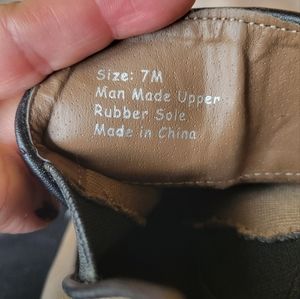 Size: 7M
Man Made Upper
Rubber Sole
Made in China